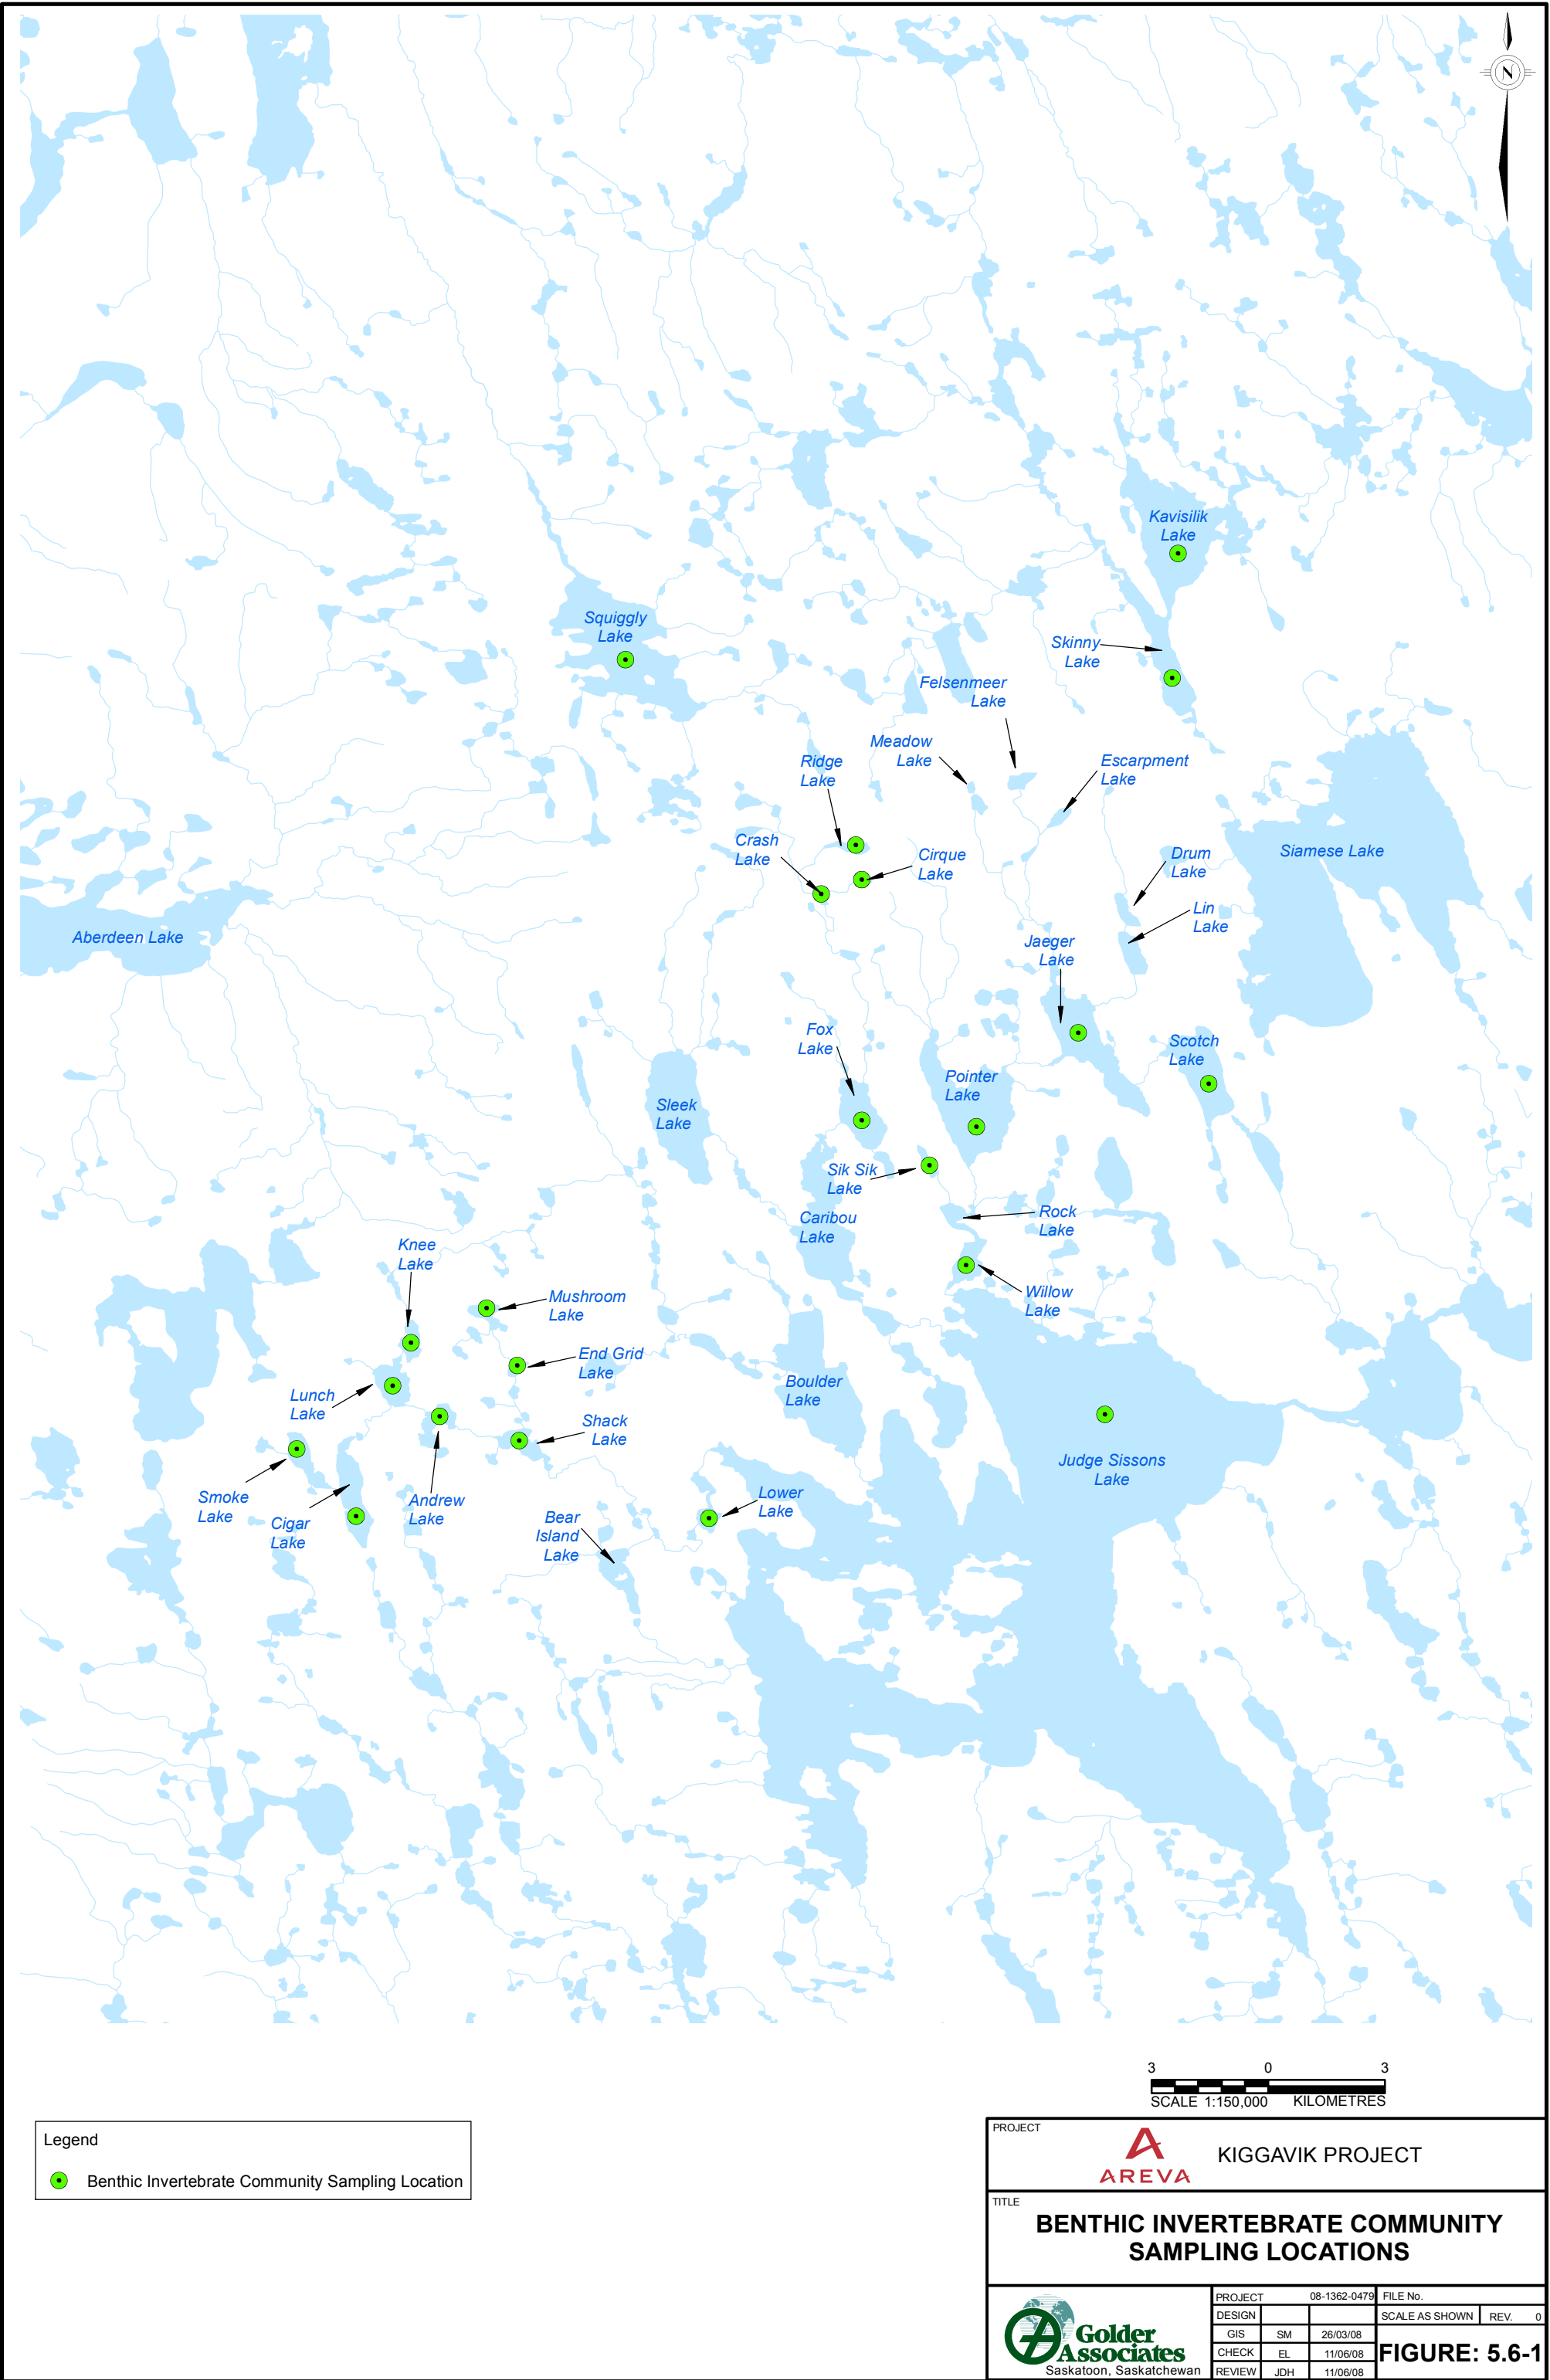 N
Kavisilik
Lake
Squiggly
Lake
Skinny
Lake
Felsenmeer
Lake
Meadow
Lake
Ridge
Lake
Escarpment
Lake
Crash
Lake
Cirque
Lake
Drum
Lake
Siamese Lake
Lin
Lake
Aberdeen Lake
Jaeger
Lake
Fox
Lake
Scotch
Lake
Pointer
Lake
Sleek
Lake
Sik Sik
Lake
Caribou
Lake
Rock
Lake
Knee
Lake
Mushroom
Lake
Willow
Lake
End Grid
Lake
Boulder
Lake
Lunch
Lake
Shack
Lake
Judge Sissons
Lake
Smoke
Lake
Cigar
Lake
Andrew
Lake
Lower
Lake
Bear
Island
Lake
3 0 3
SCALE 1:150,000 KILOMETRES
Legend
Benthic Invertebrate Community Sampling Location
PROJECT
AREVA
KIGGAVIK PROJECT
TITLE
BENTHIC INVERTEBRATE COMMUNITY
SAMPLING LOCATIONS
Golder
Associates
Saskatoon, Saskatchewan
PROJECT 08-1362-0479 FILE No.
DESIGN SCALE AS SHOWN REV. 0
GIS SM 26/03/08
CHECK EL 11/06/08
REVIEW JDH 11/06/08
FIGURE: 5.6-1